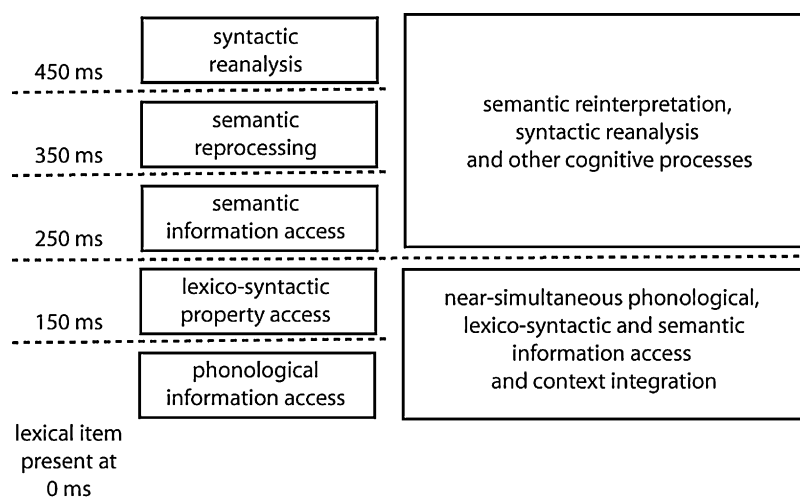 syntactic
reanalysis
450 ms
semantic
reprocessing
350 ms
semantic
information access
250 ms
lexico-syntactic
property access
150 ms
phonological
information access
lexical item
present at
0 ms
semantic reinterpretation,
syntactic reanalysis
and other cognitive processes
near-simultaneous phonological,
lexico-syntactic and semantic
information access
and context integration